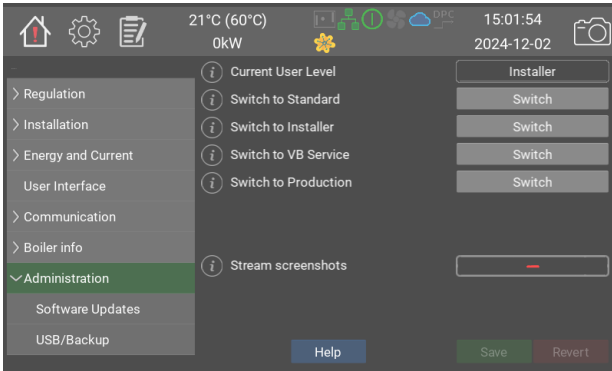 21°C (60°C)
0kW
DPC
15:01:54
2024-12-02
Regulation
Installation
Energy and Current
User Interface
Communication
Boiler info
Administration
Software Updates
USB/Backup
Current User Level
Installer
Switch to Standard
Switch
Switch to Installer
Switch
Switch to VB Service
Switch
Switch to Production
Switch
Stream screenshots
Help
Save
Revert